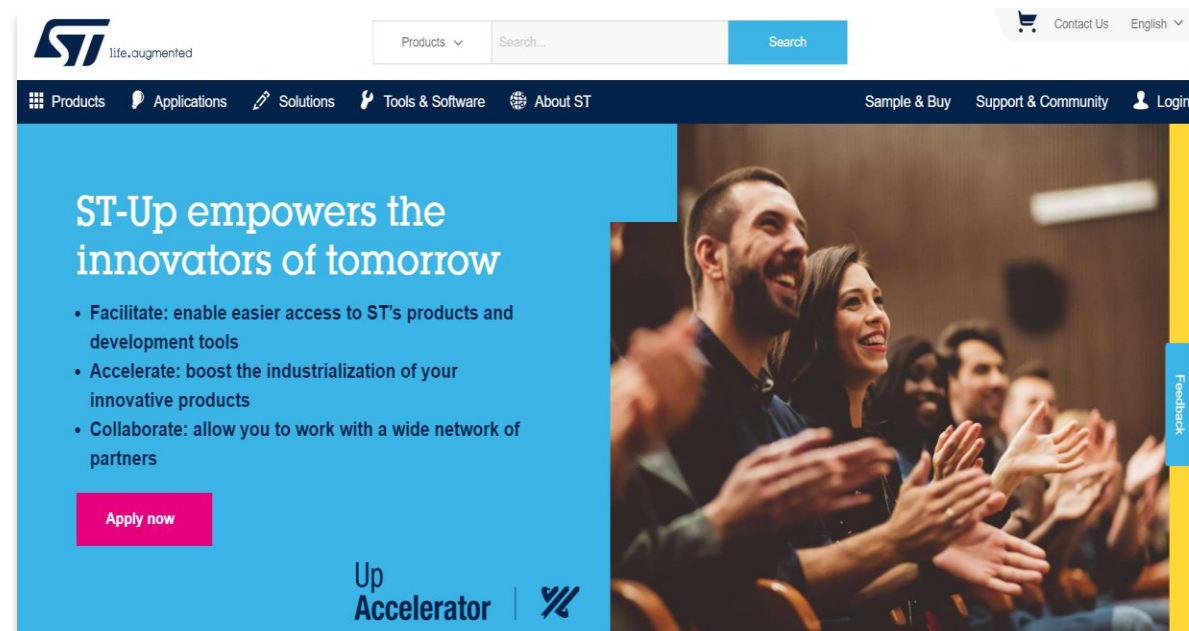 ST life.augmented
Products Search... Search
Contact Us English
Products Applications Solutions Tools & Software About ST
Sample & Buy Support & Community Login
ST-Up empowers the
innovators of tomorrow
• Facilitate: enable easier access to ST's products and
development tools
• Accelerate: boost the industrialization of your
innovative products
• Collaborate: allow you to work with a wide network of
partners
Apply now
Up
Accelerator
Feedback